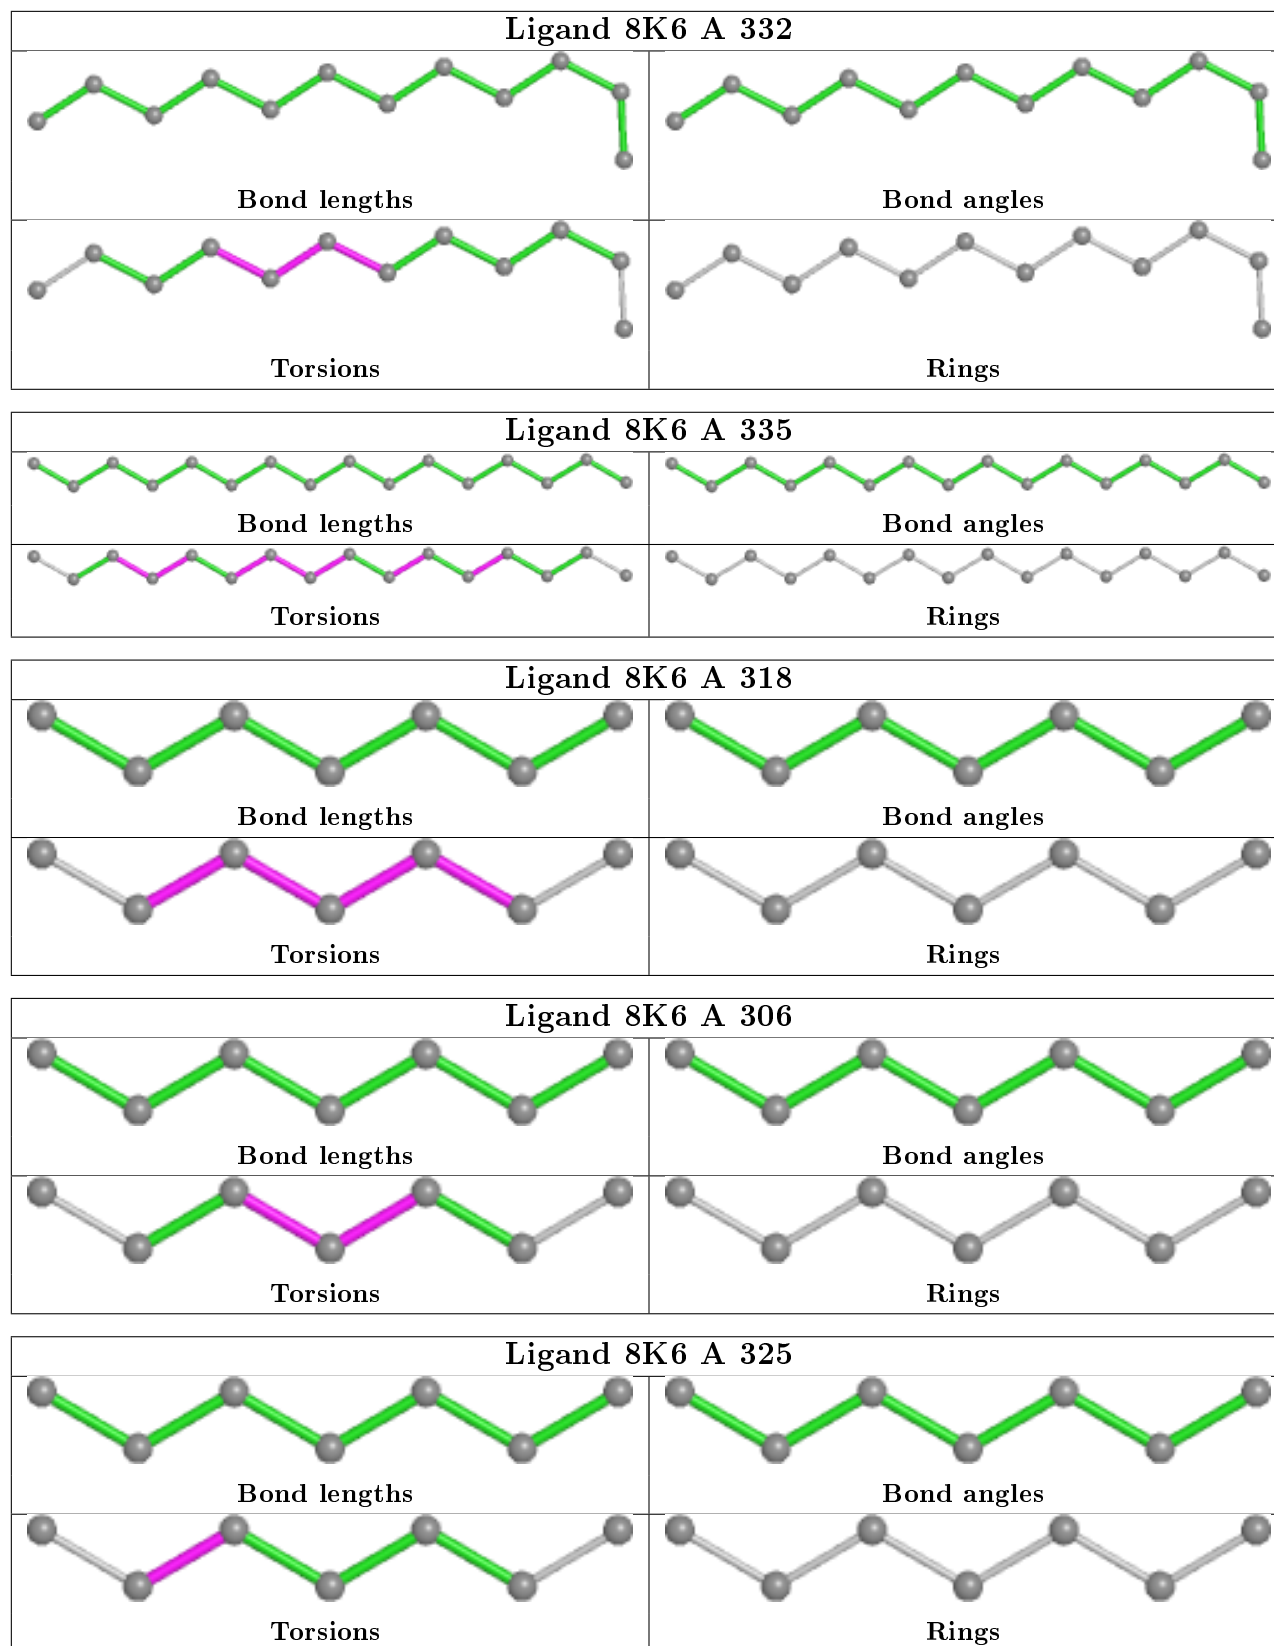 Ligand 8K6 A 332
Bond lengths
Bond angles
Torsions
Rings
Ligand 8K6 A 335
Bond lengths
Bond angles
Torsions
Rings
Ligand 8K6 A 318
Bond lengths
Bond angles
Torsions
Rings
Ligand 8K6 A 306
Bond lengths
Bond angles
Torsions
Rings
Ligand 8K6 A 325
Bond lengths
Bond angles
Torsions
Rings